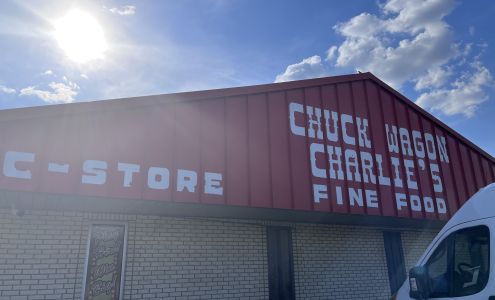 C-STORE
CHUCK WAGON
CHARLIE'S
FINE FOOD